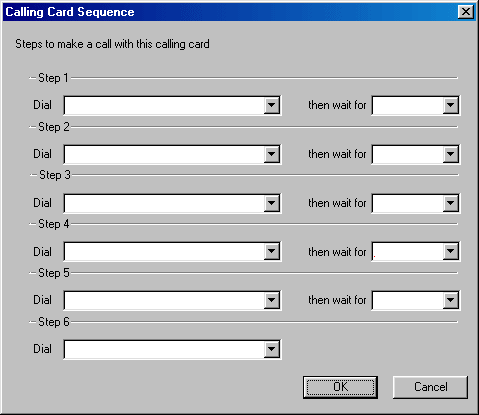 Calling Card Sequence
Steps to make a call with this calling card
Step 1
Dial then wait for
Step 2
Dial then wait for
Step 3
Dial then wait for
Step 4
Dial then wait for
Step 5
Dial then wait for
Step 6
Dial
OK Cancel